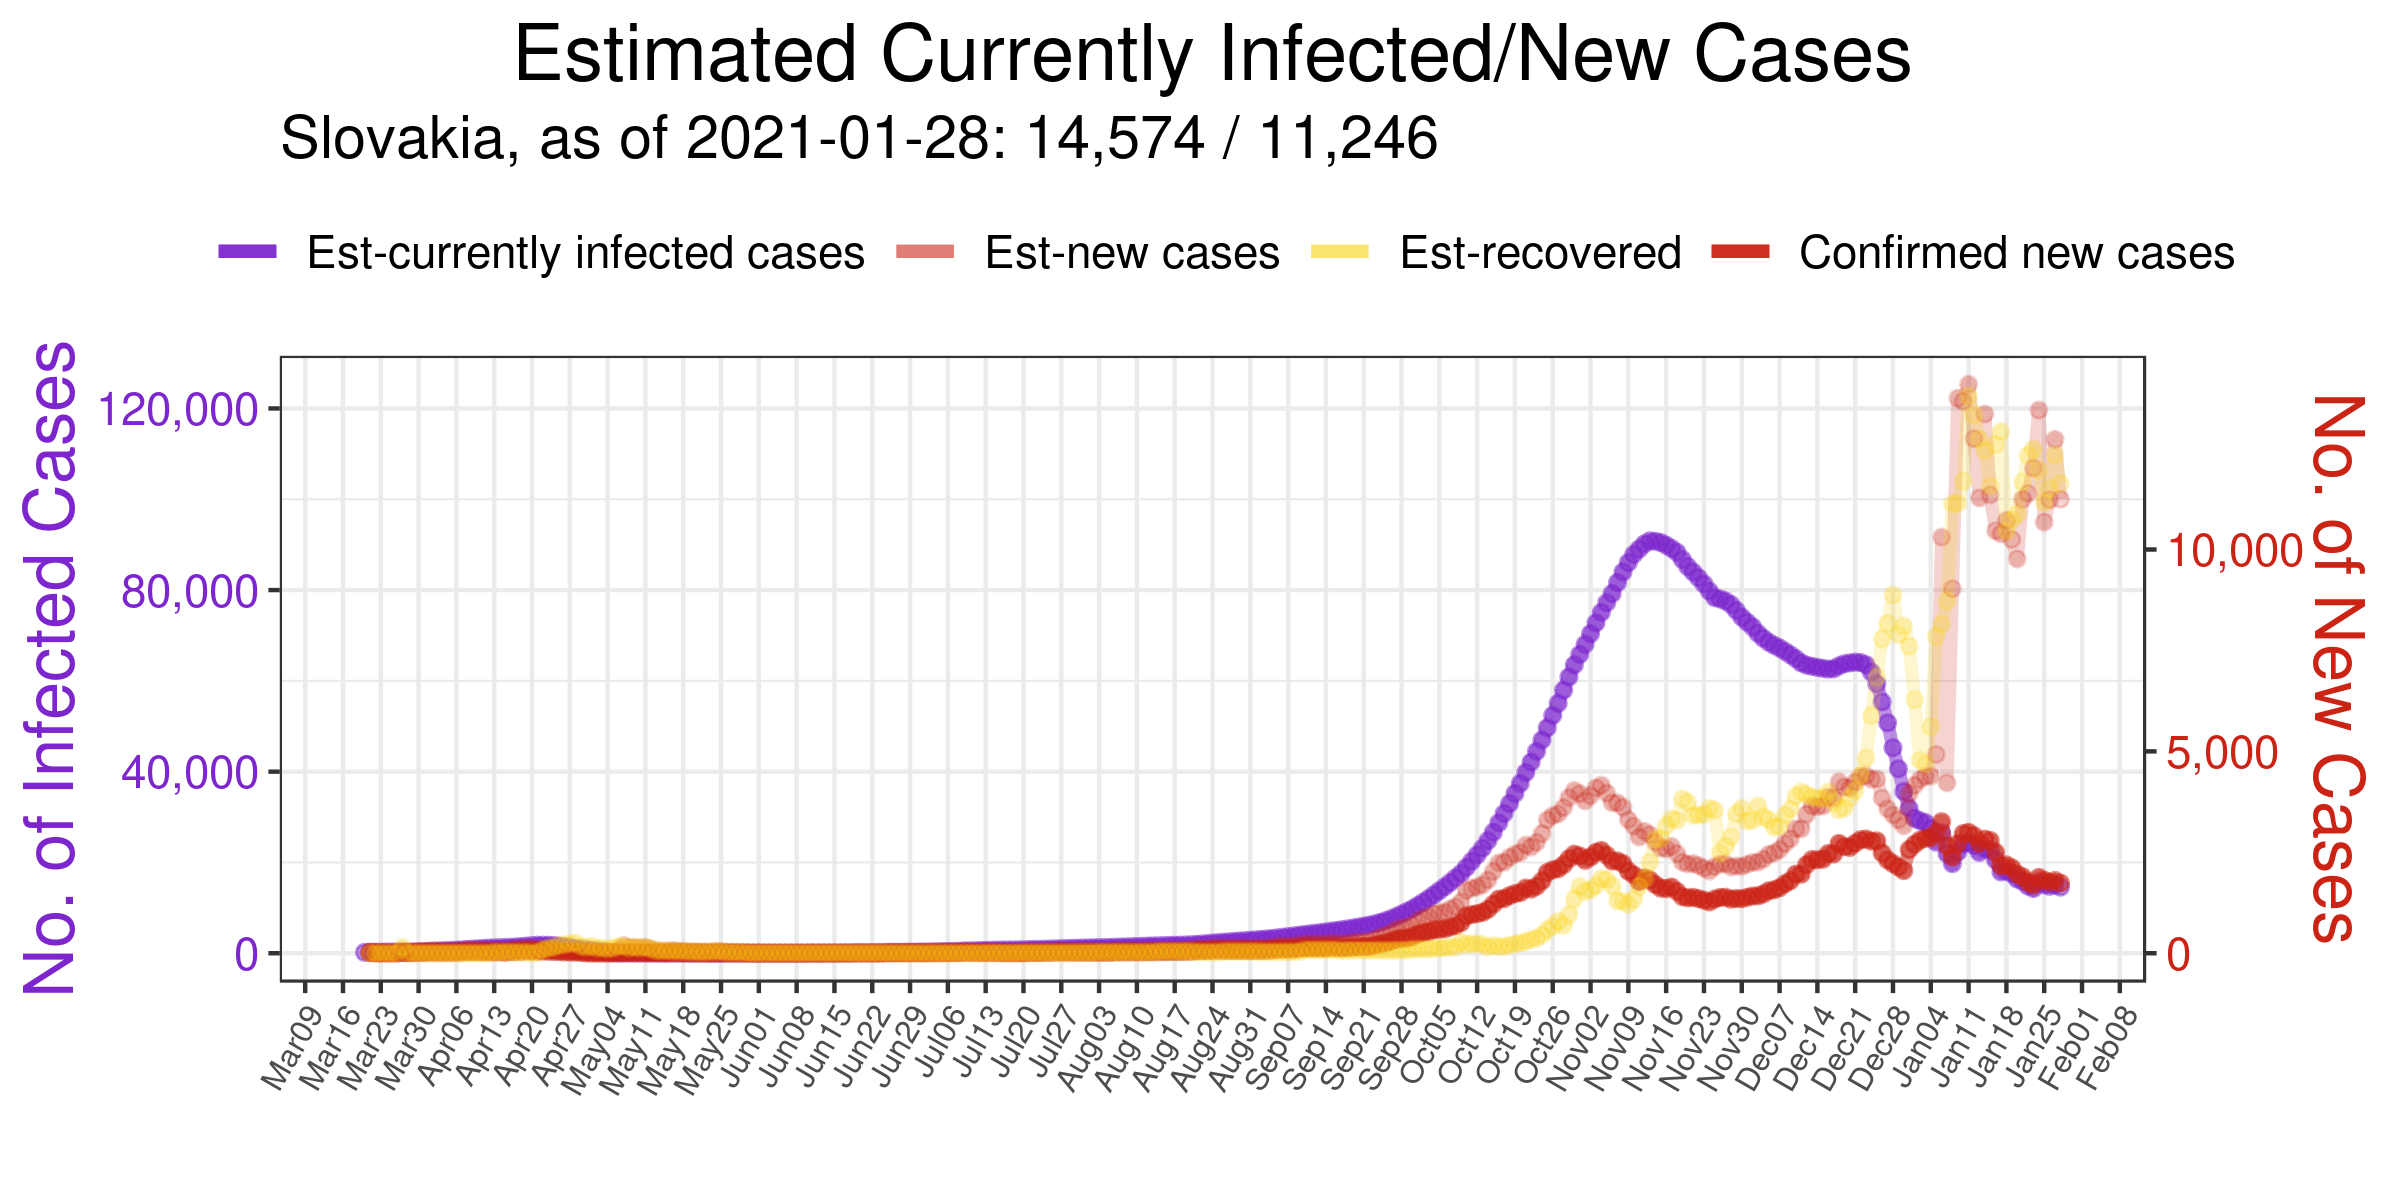 Estimated Currently Infected/New Cases
Slovakia, as of 2021-01-28: 14,574 / 11,246
Est-currently infected cases Est-new cases Est-recovered Confirmed new cases
No. of Infected Cases
120,000
80,000
40,000
0
10,000
5,000
0
No. of New Cases
Mar09 Mar16 Mar23 Mar30 Apr06 Apr13 Apr20 Apr27 May04 May11 May18 May25 Jun01 Jun08 Jun15 Jun22 Jun29 Jul06 Jul13 Jul20 Jul27 Aug03 Aug10 Aug17 Aug24 Aug31 Sep07 Sep14 Sep21 Sep28 Oct05 Oct12 Oct19 Oct26 Nov02 Nov09 Nov16 Nov23 Nov30 Dec07 Dec14 Dec21 Dec28 Jan04 Jan11 Jan18 Jan25 Feb01 Feb08